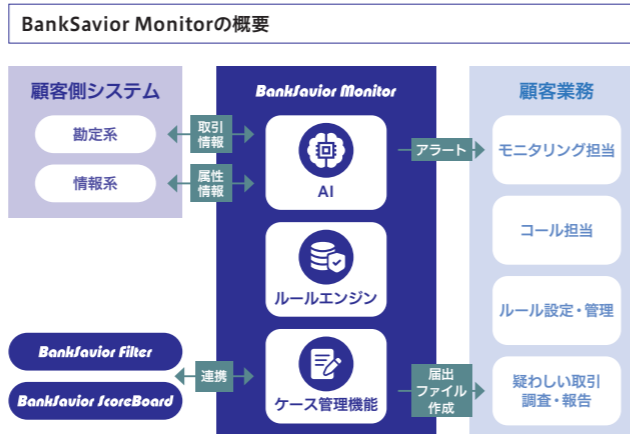 BankSavior Monitorの概要
顧客側システム
勘定系
情報系
取引
情報
属性
情報
BankSavior Monitor
AI
ルールエンジン
ケース管理機能
アラート
顧客業務
モニタリング担当
コール担当
ルール設定・管理
疑わしい取引
調査・報告
BankSavior Filter
BankSavior ScoreBoard
連携
届出
ファイル
作成